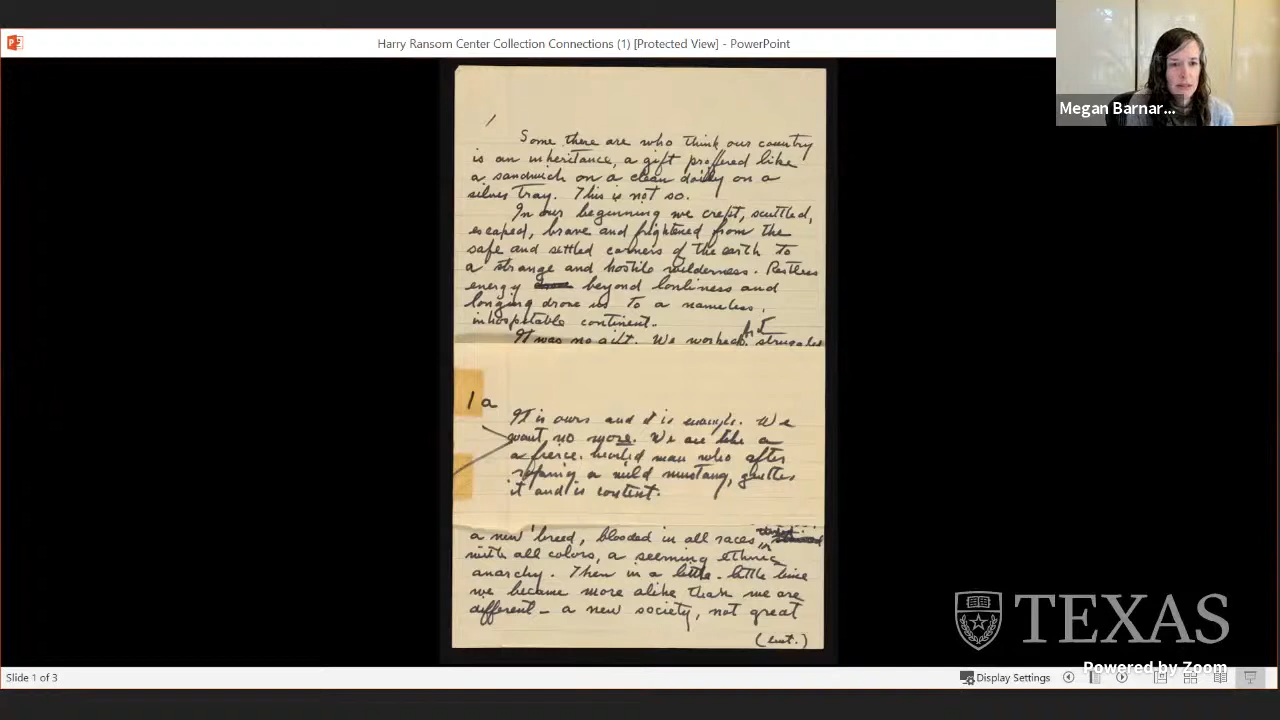 Harry Ransom Center Collection Connections (1) [Protected View] - PowerPoint
Megan Barnar...
1
Some there are who think our country
is an inheritance, a gift proffered like
a sandwich on a clean doily on a
silver tray. This is not so.
In our beginning we crept, scuttled,
escaped, brave and frightened from the
safe and settled corners of the earth to
a strange and hostile wilderness. Restless
energy beyond lonliness and
longing drove us to a nameless,
inhospitable continent.
It was no gift. We worked for it struggled
1a
It is ours and it is enough. We
want no more. We are like a
a fierce man who after
roping a wild mustang, gentles
it and is content.
a new breed, blooded in all races
in
with all colors, a seeming ethnic
anarchy. Then in a little - little time
we became more alike than we are
different - a new society, not great
(cont.)
TEXAS
Powered by Zoom
Slide 1 of 3
Display Settings